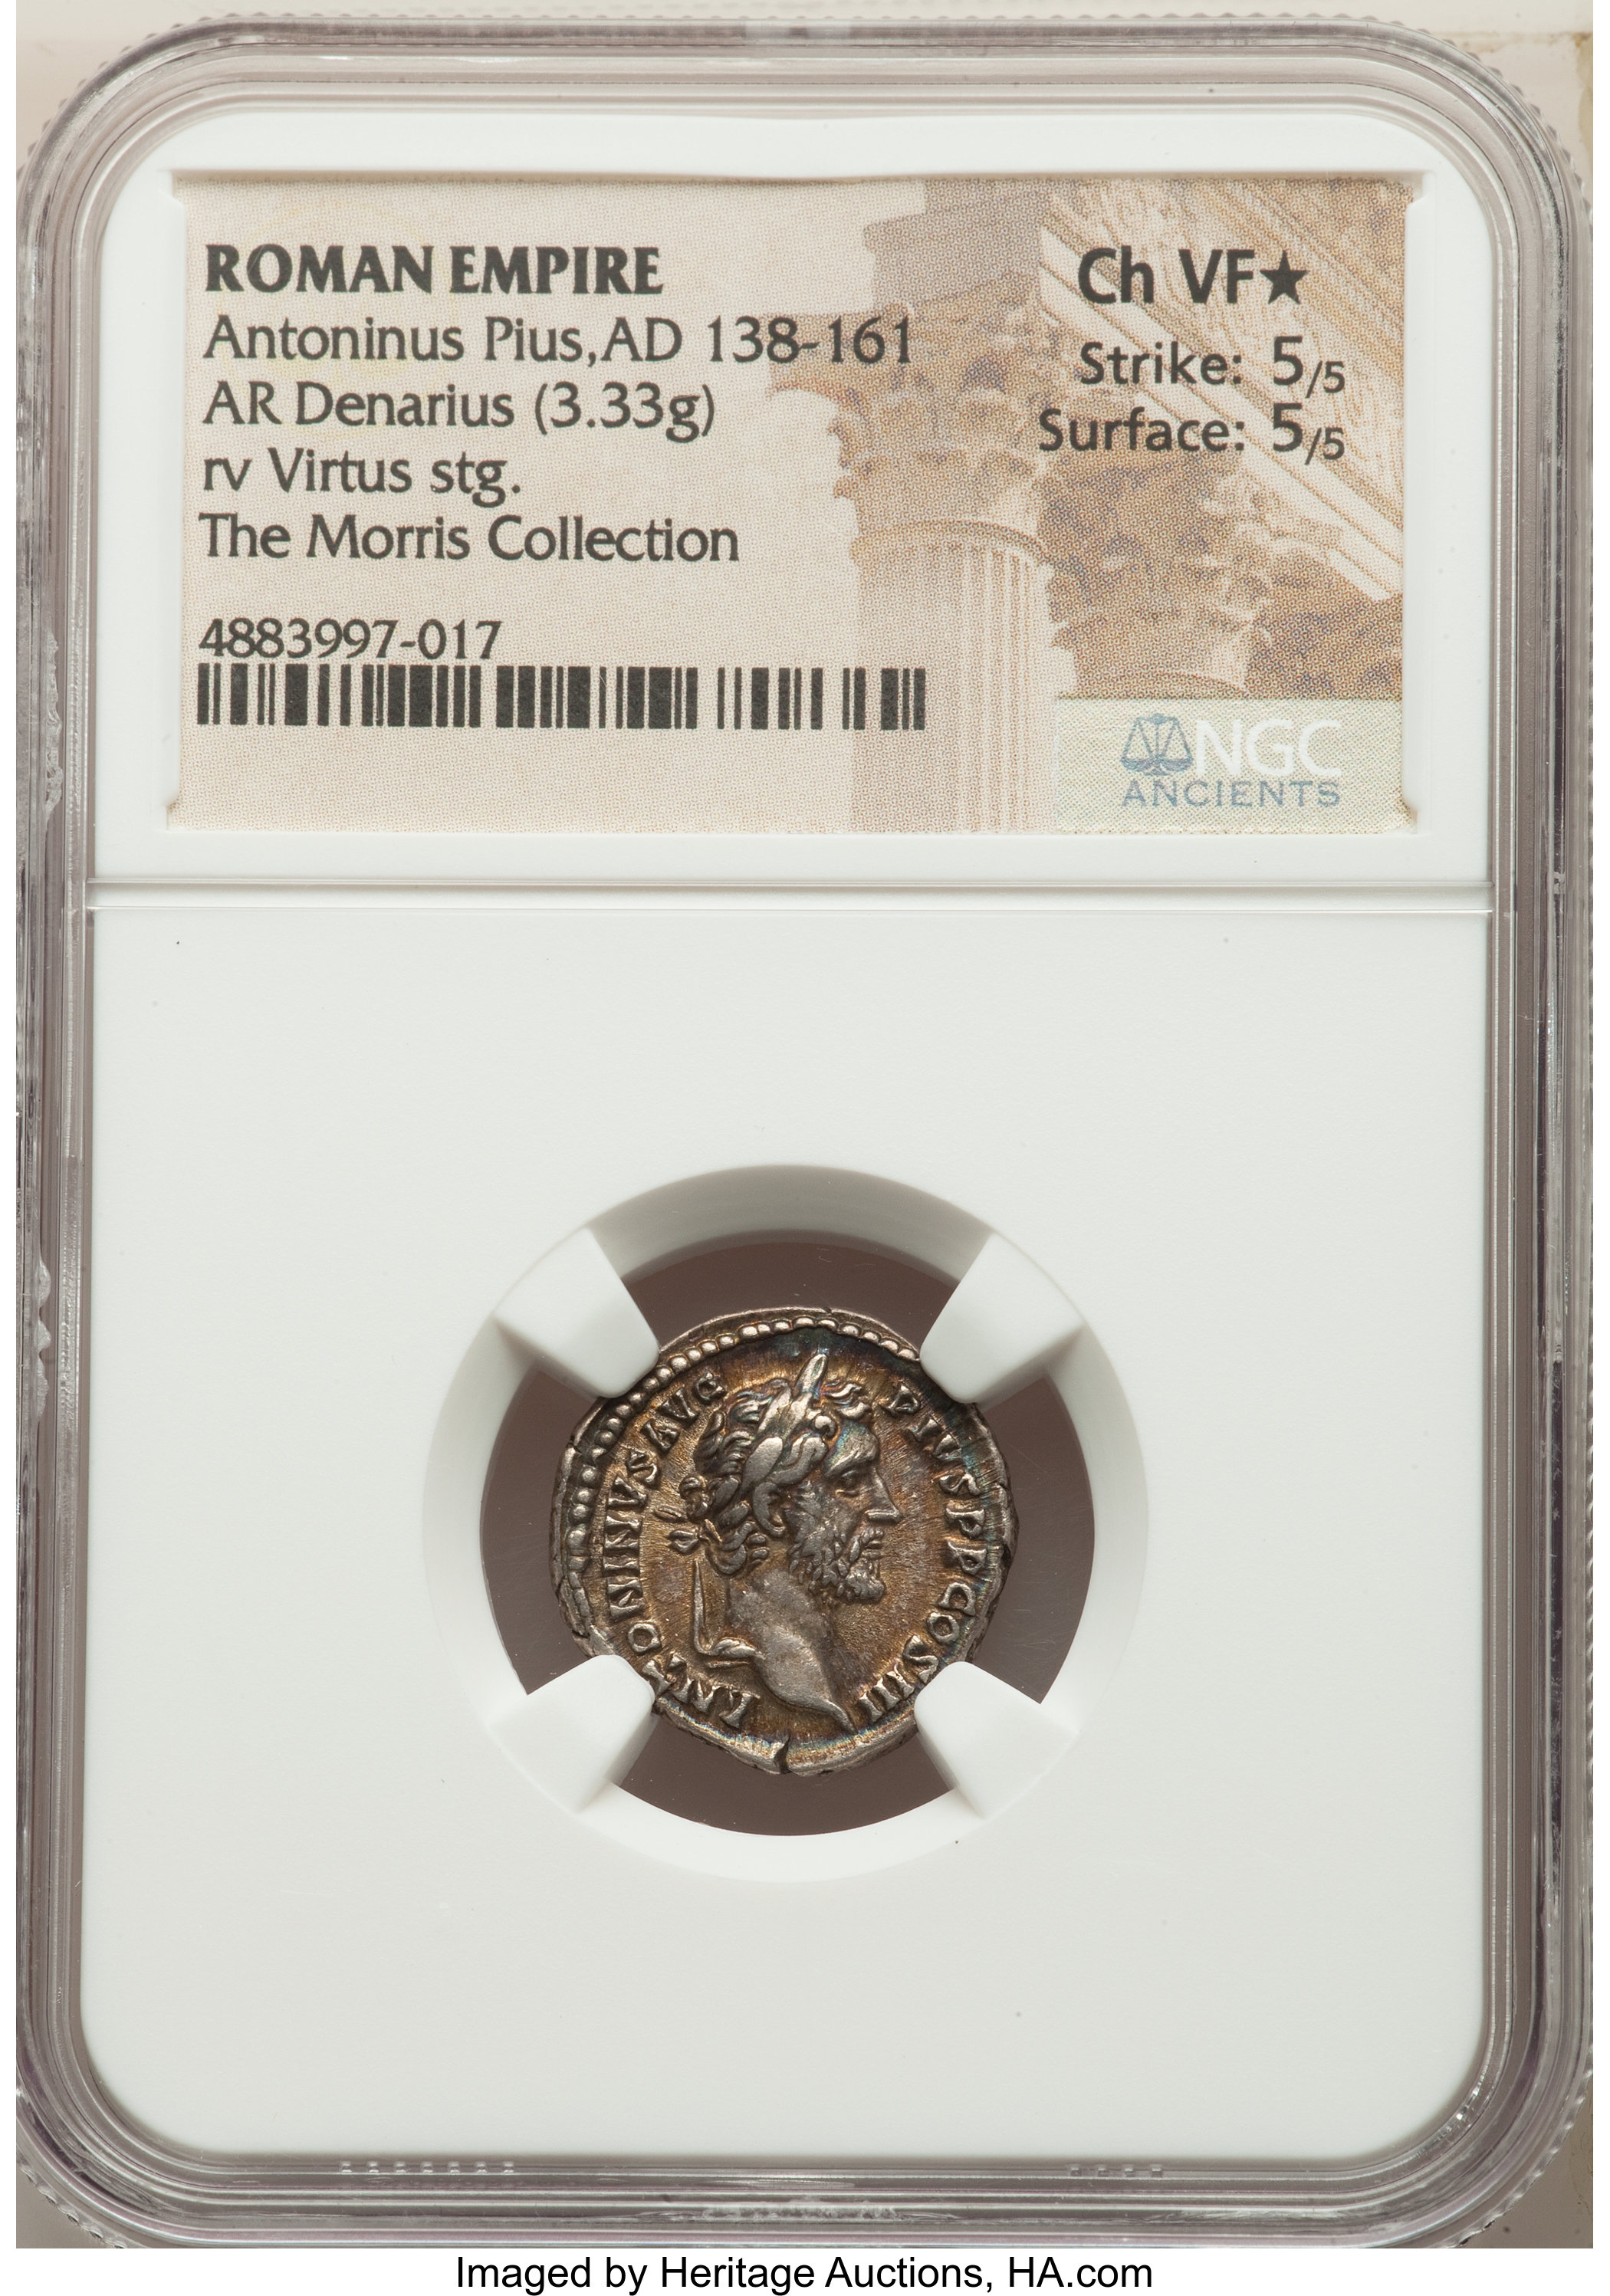 ROMAN EMPIRE
Antoninus Pius, AD 138-161
AR Denarius (3.33g)
rv Virtus stg.
The Morris Collection
4883997-017
Ch VF★
Strike: 5/5
Surface: 5/5
NGC
ANCIENTS
ANTONINVS AVG PIVS P P COS III
Imaged by Heritage Auctions, HA.com